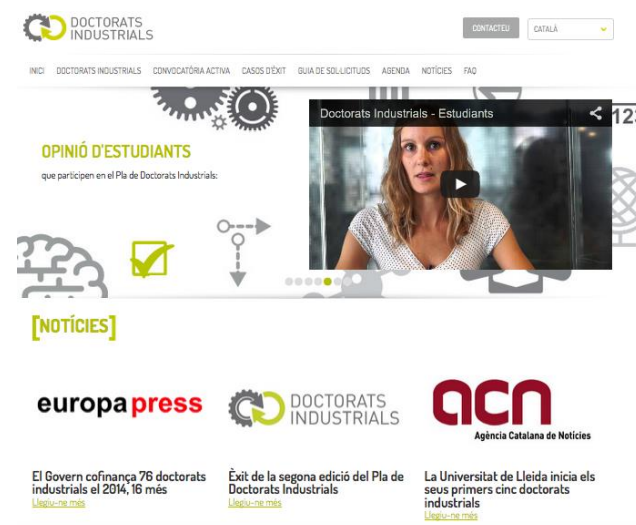 DOCTORATS
INDUSTRIALS
CONTACTEU
CATALÀ
INICI DOCTORATS INDUSTRIALS CONVOCATÒRIA ACTIVA CASOS D'ÈXIT GUIA DE SOL·LICITUDS AGENDA NOTÍCIES FAQ
Doctorats Industrials - Estudiants
123
OPINIÓ D'ESTUDIANTS
que participen en el Pla de Doctorats Industrials:
[NOTÍCIES]
europapress
DOCTORATS
INDUSTRIALS
acn
Agència Catalana de Notícies
El Govern cofinança 76 doctorats
industrials el 2014, 16 més
Llegiu-ne més
Èxit de la segona edició del Pla de
Doctorats Industrials
Llegiu-ne més
La Universitat de Lleida inicia els
seus primers cinc doctorats
industrials
Llegiu-ne més